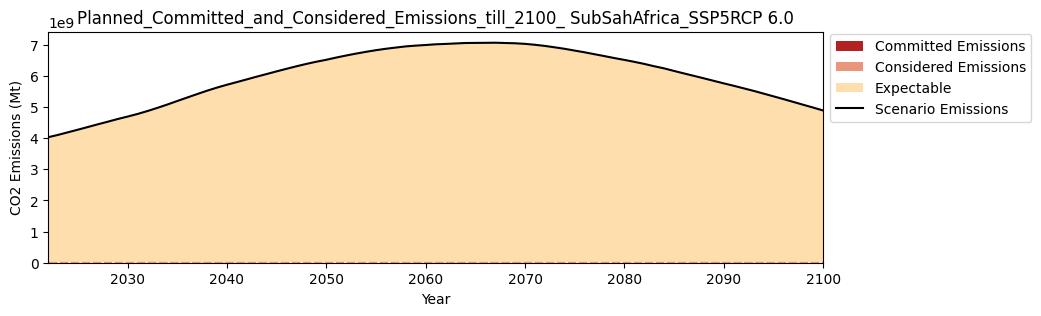 Planned_Committed_and_Considered_Emissions_till_2100_ SubSahAfrica_SSP5RCP 6.0
1e9
7
6
5
4
3
2
1
0
CO2 Emissions (Mt)
2030 2040 2050 2060 2070 2080 2090 2100
Year
Committed Emissions
Considered Emissions
Expectable
Scenario Emissions